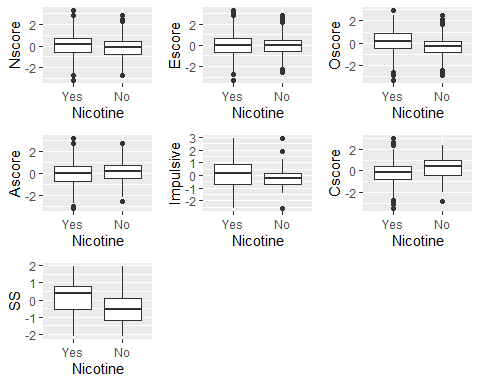 Nscore
2
0
-2
Yes No
Nicotine
Escore
2
0
-2
Yes No
Nicotine
Oscore
2
0
-2
Yes No
Nicotine
Ascore
2
0
-2
Yes No
Nicotine
Impulsive
3
2
1
0
-1
-2
Yes No
Nicotine
Cscore
2
0
-2
Yes No
Nicotine
SS
2
1
0
-1
-2
Yes No
Nicotine